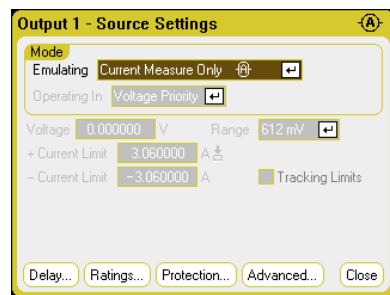 Output 1 - Source Settings A
Mode
Emulating Current Measure Only A
Operating In Voltage Priority
Voltage 0.000000 V Range 612 mV
+ Current Limit 3.060000 A
- Current Limit -3.060000 A Tracking Limits
Delay... Ratings... Protection... Advanced... Close